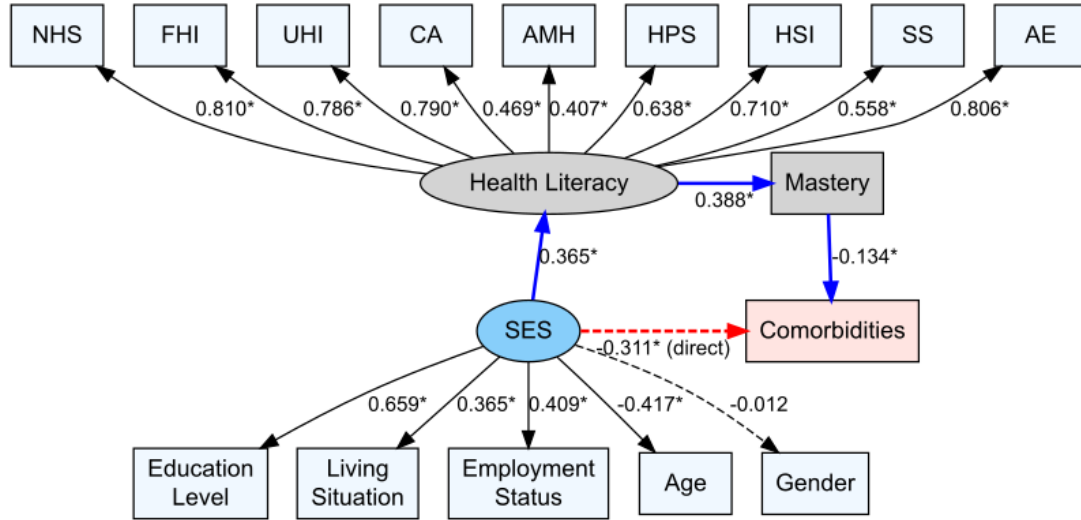 NHS FHI UHI CA AMH HPS HSI SS AE
0.810* 0.786* 0.790* 0.469* 0.407* 0.638* 0.710* 0.558* 0.806*
Health Literacy
Mastery
0.388*
0.365*
-0.134*
SES
Comorbidities
-0.311* (direct)
0.659* 0.365* 0.409* -0.417* -0.012
Education
Level
Living
Situation
Employment
Status
Age
Gender